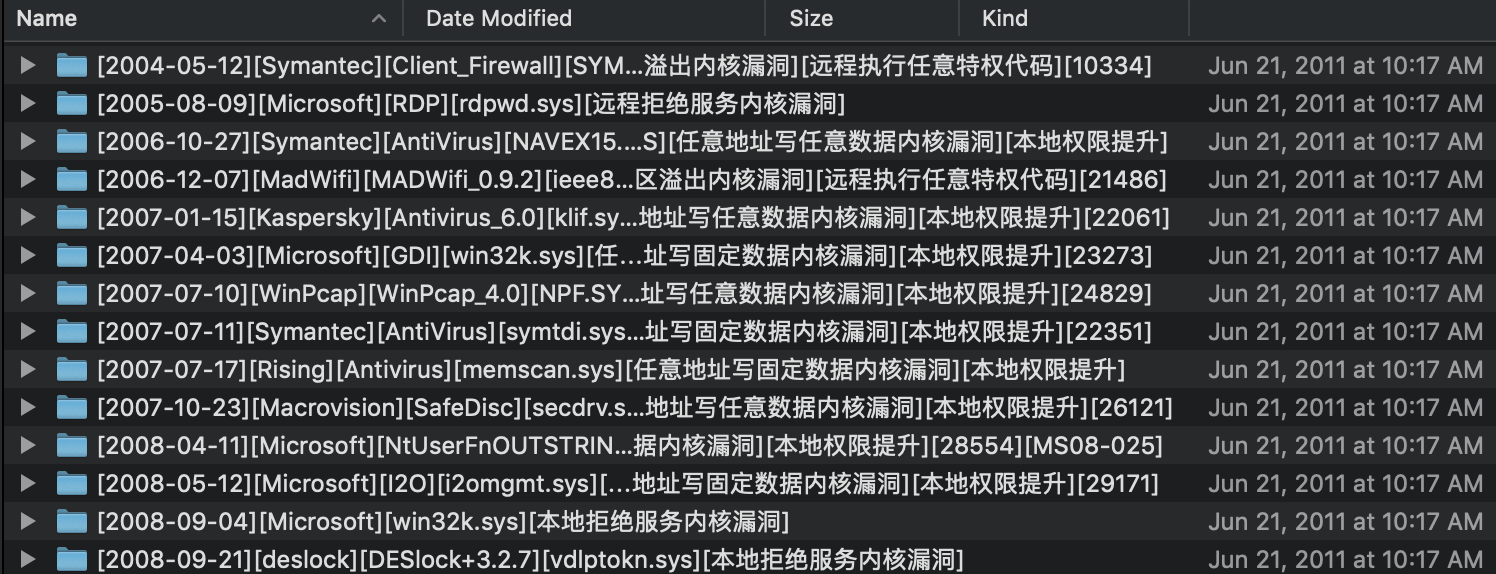 Name Date Modified Size Kind
[2004-05-12][Symantec][Client_Firewall][SYM...溢出内核漏洞][远程执行任意特权代码][10334] Jun 21, 2011 at 10:17 AM
[2005-08-09][Microsoft][RDP][rdpwd.sys][远程拒绝服务内核漏洞] Jun 21, 2011 at 10:17 AM
[2006-10-27][Symantec][AntiVirus][NAVEX15....S][任意地址写任意数据内核漏洞][本地权限提升] Jun 21, 2011 at 10:17 AM
[2006-12-07][MadWifi][MADWifi_0.9.2][ieee8...区溢出内核漏洞][远程执行任意特权代码][21486] Jun 21, 2011 at 10:17 AM
[2007-01-15][Kaspersky][Antivirus_6.0][klif.sy...地址写任意数据内核漏洞][本地权限提升][22061] Jun 21, 2011 at 10:17 AM
[2007-04-03][Microsoft][GDI][win32k.sys][任...址写固定数据内核漏洞][本地权限提升][23273] Jun 21, 2011 at 10:17 AM
[2007-07-10][WinPcap][WinPcap_4.0][NPF.SY...址写任意数据内核漏洞][本地权限提升][24829] Jun 21, 2011 at 10:17 AM
[2007-07-11][Symantec][AntiVirus][symtdi.sys...址写固定数据内核漏洞][本地权限提升][22351] Jun 21, 2011 at 10:17 AM
[2007-07-17][Rising][Antivirus][memscan.sys][任意地址写固定数据内核漏洞][本地权限提升] Jun 21, 2011 at 10:17 AM
[2007-10-23][Macrovision][SafeDisc][secdrv.s...地址写任意数据内核漏洞][本地权限提升][26121] Jun 21, 2011 at 10:17 AM
[2008-04-11][Microsoft][NtUserFnOUTSTRIN...据内核漏洞][本地权限提升][28554][MS08-025] Jun 21, 2011 at 10:17 AM
[2008-05-12][Microsoft][I2O][i2omgmt.sys][...地址写固定数据内核漏洞][本地权限提升][29171] Jun 21, 2011 at 10:17 AM
[2008-09-04][Microsoft][win32k.sys][本地拒绝服务内核漏洞] Jun 21, 2011 at 10:17 AM
[2008-09-21][deslock][DESlock+3.2.7][vdlptokn.sys][本地拒绝服务内核漏洞] Jun 21, 2011 at 10:17 AM